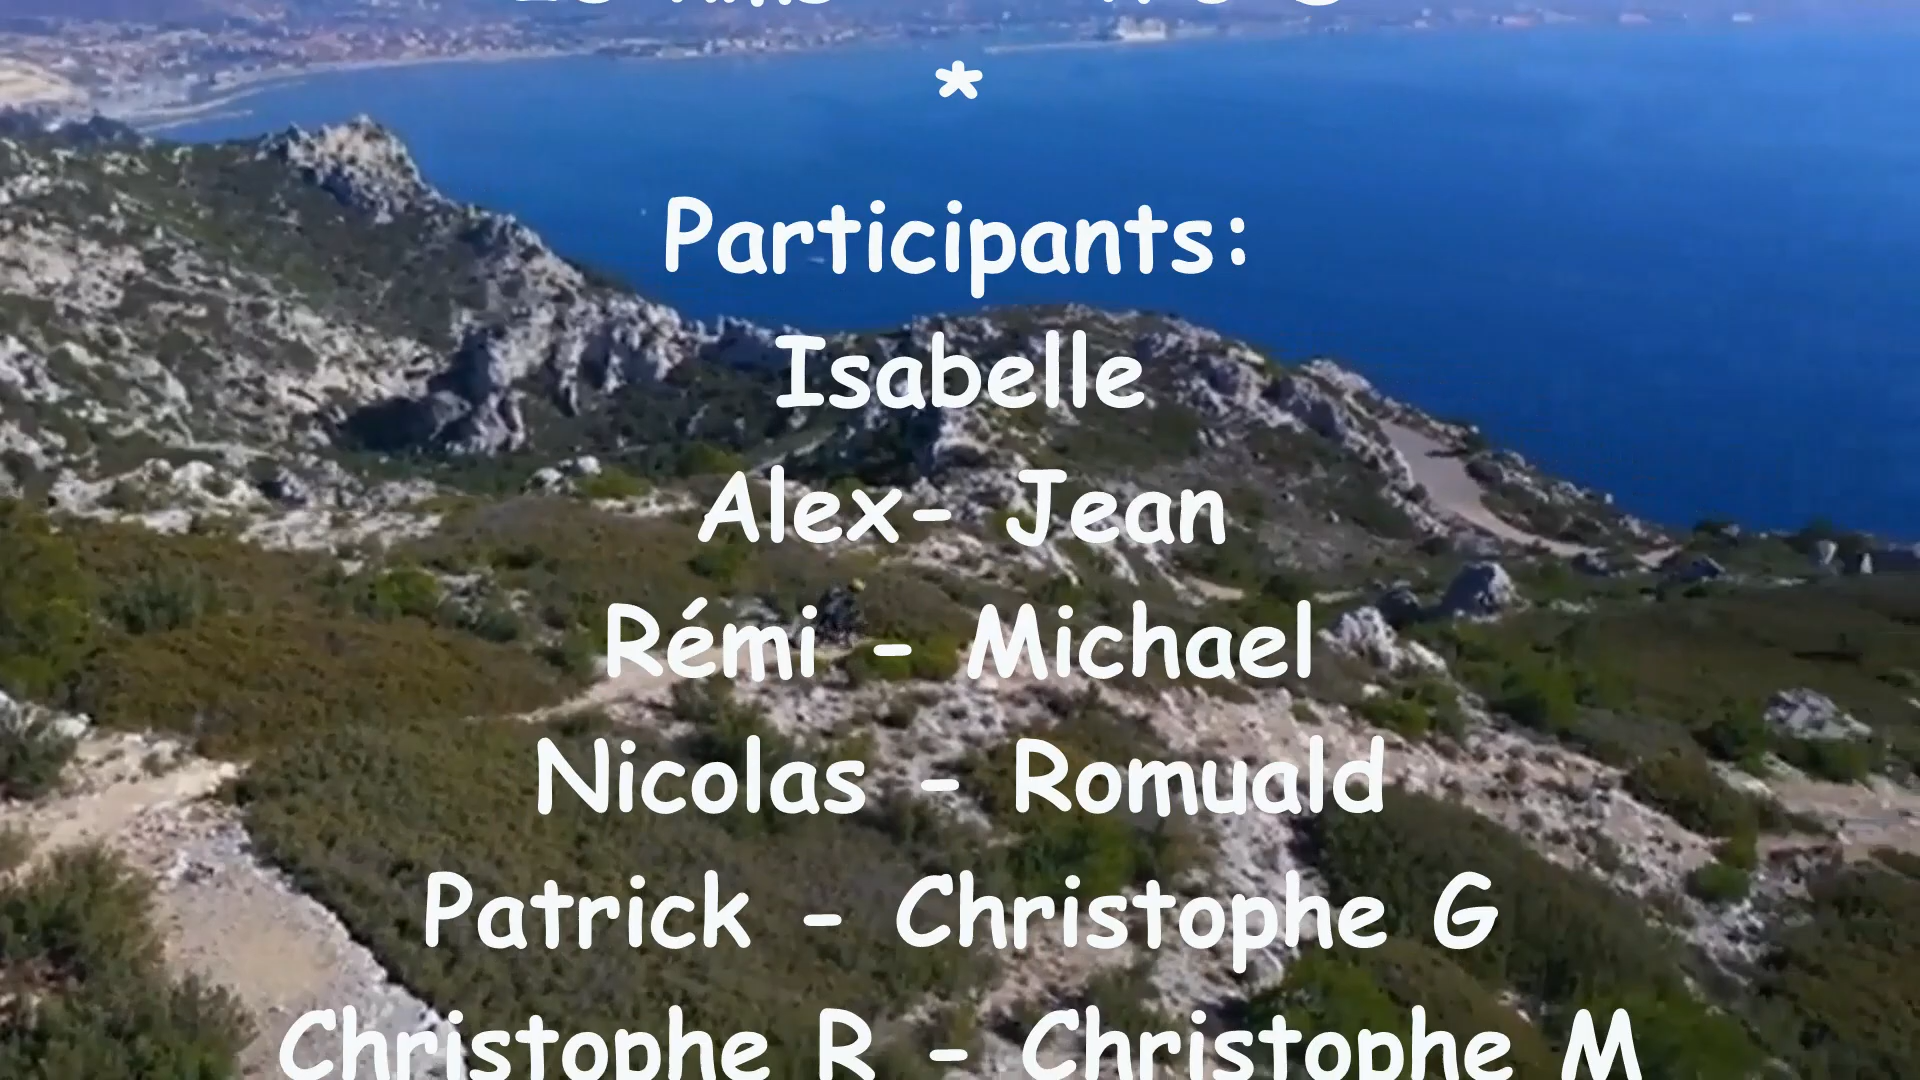 *
Participants:
Isabelle
Alex- Jean
Rémi - Michael
Nicolas - Romuald
Patrick - Christophe G
Christophe R - Christophe M